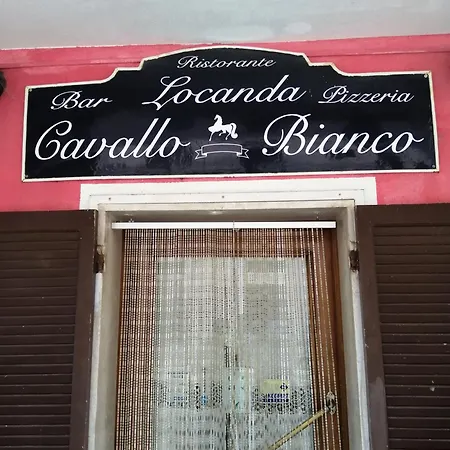 Ristorante
Bar Locanda Pizzeria
Cavallo Bianco